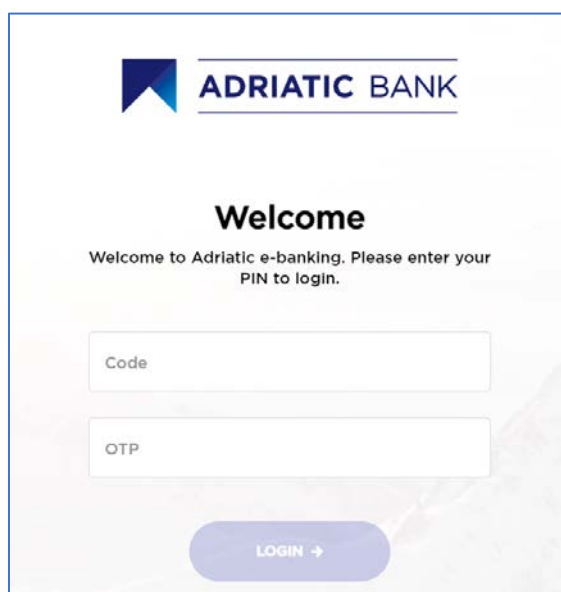 ADRIATIC BANK
Welcome
Welcome to Adriatic e-banking. Please enter your
PIN to login.
Code
OTP
LOGIN →